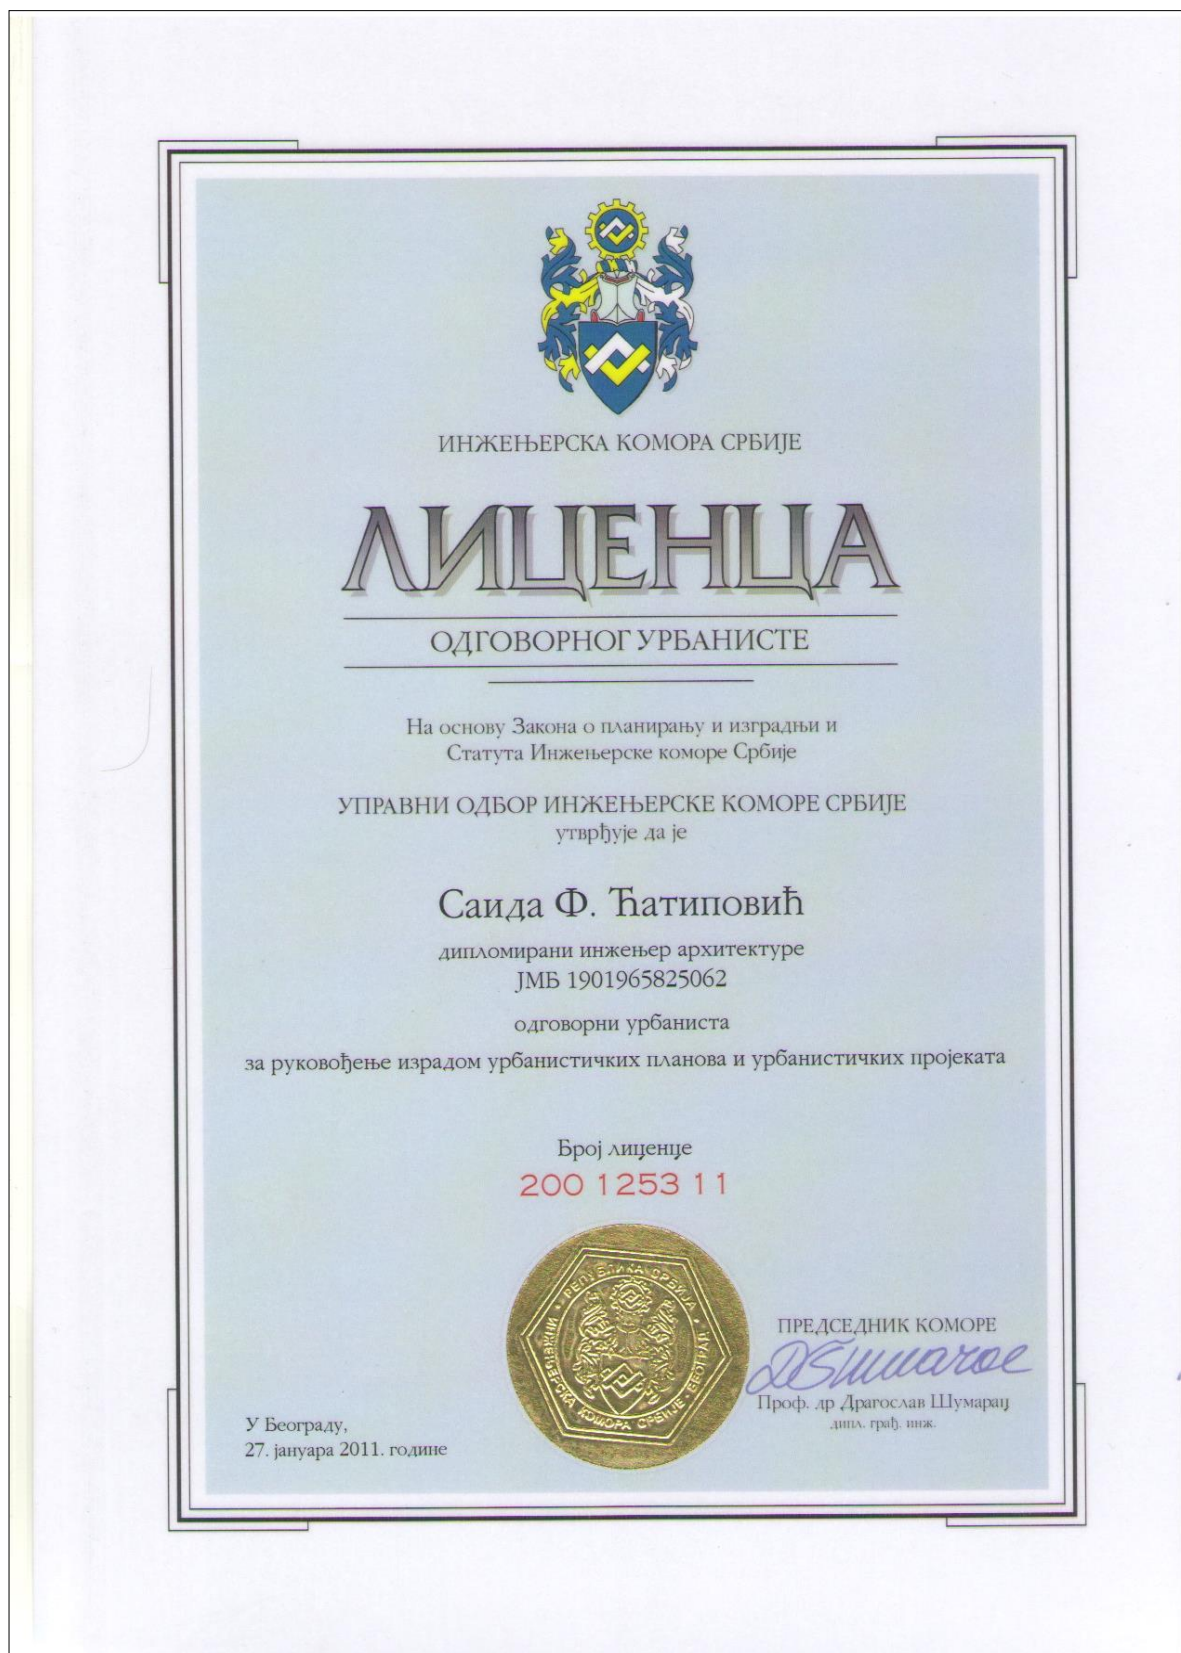 ИНЖЕЊЕРСКА КОМОРА СРБИЈЕ
ЛИЦЕНЦА
ОДГОВОРНОГ УРБАНИСТЕ
На основу Закона о планирању и изградњи и
Статута Инжењерске коморе Србије
УПРАВНИ ОДБОР ИНЖЕЊЕРСКЕ КОМОРЕ СРБИЈЕ
утврђује да је
Саида Ф. Ћатиповић
дипломирани инжењер архитектуре
ЈМБ 1901965825062
одговорни урбаниста
за руковођење израдом урбанистичких планова и урбанистичких пројеката
Број лиценце
200 1253 11
РЕПУБЛИКА СРБИЈА
ИНЖЕЊЕРСКА КОМОРА СРБИЈЕ • БЕОГРАД
ПРЕДСЕДНИК КОМОРЕ
Проф. др Драгослав Шумарац
дипл. грађ. инж.
У Београду,
27. јануара 2011. године